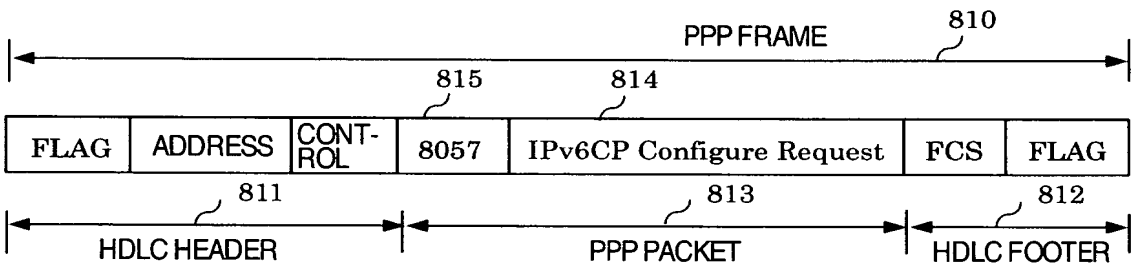 PPP FRAME
810
815
814
FLAG
ADDRESS
CONT-
ROL
8057
IPv6CP Configure Request
FCS
FLAG
811
813
812
HDLC HEADER
PPP PACKET
HDLC FOOTER